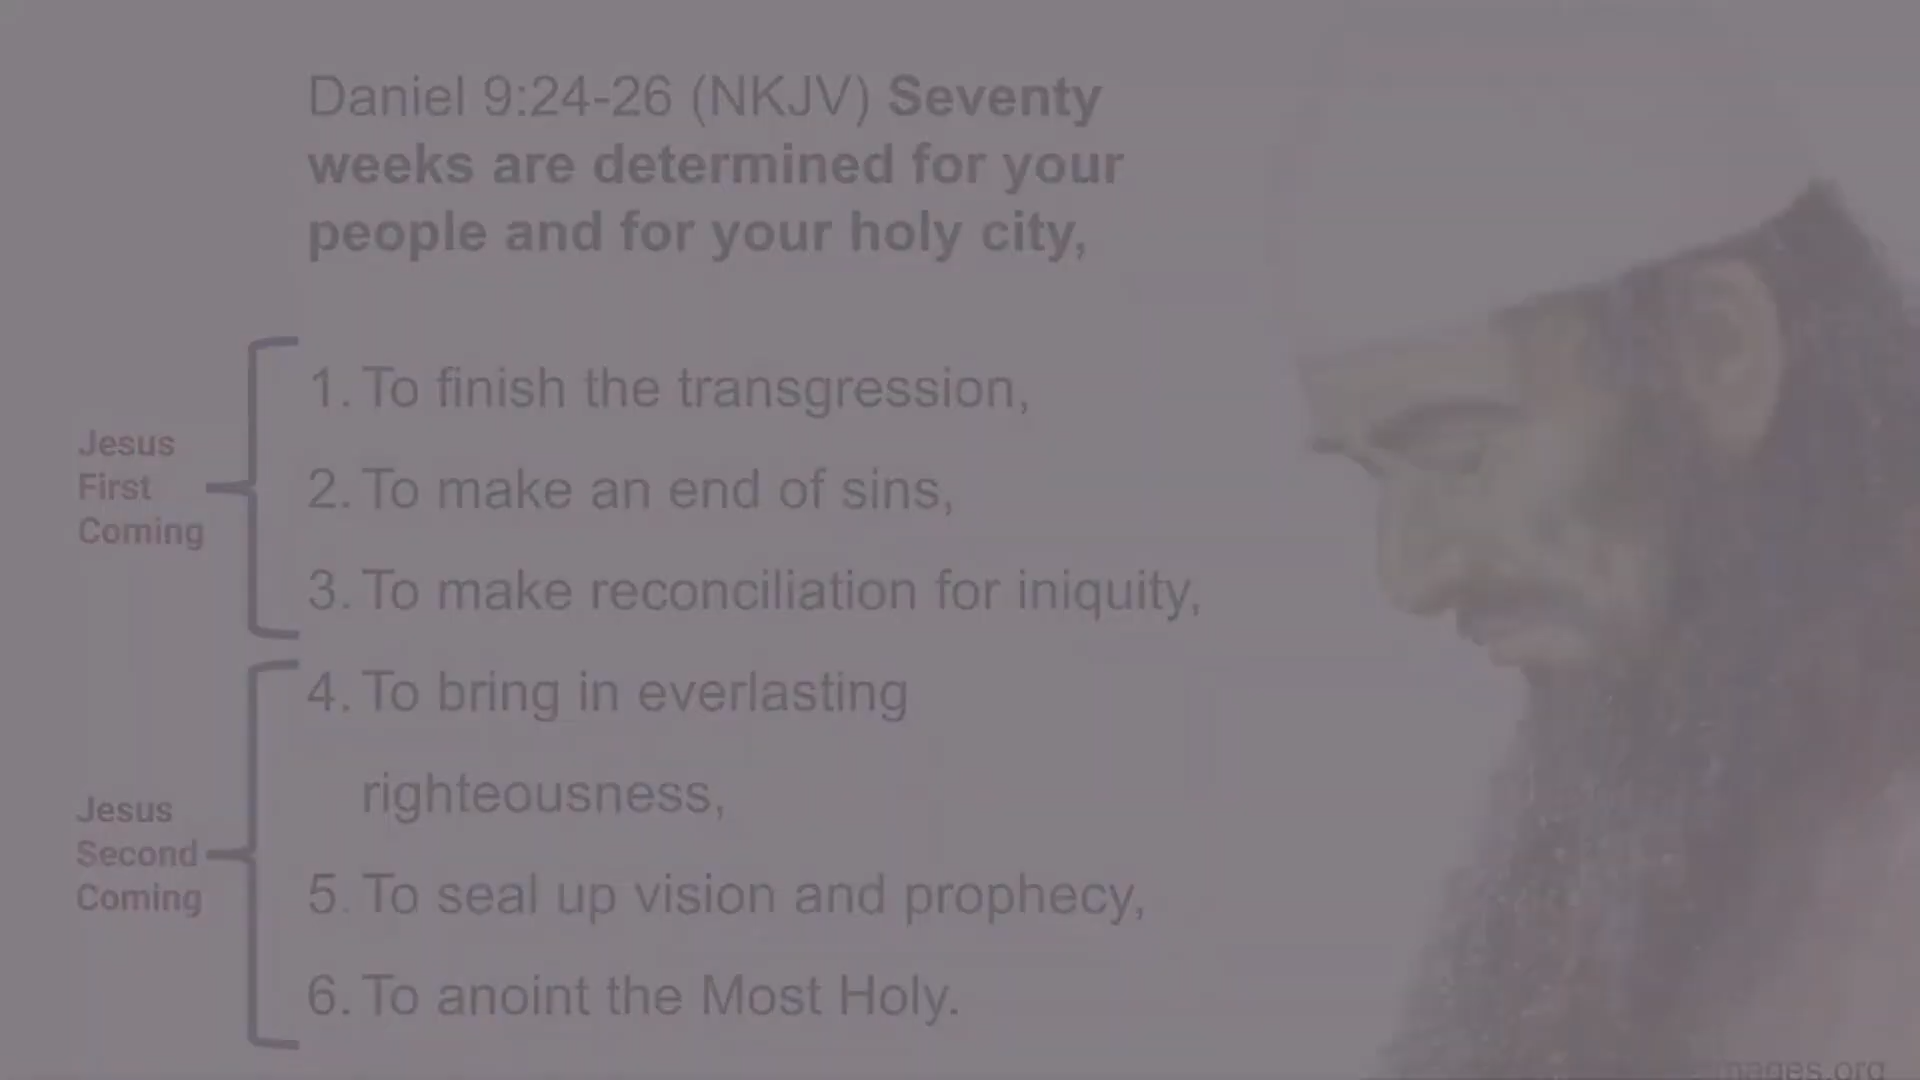 Daniel 9:24-26 (NKJV) Seventy
weeks are determined for your
people and for your holy city,
Jesus
First
Coming
1. To finish the transgression,
2. To make an end of sins,
3. To make reconciliation for iniquity,
Jesus
Second
Coming
4. To bring in everlasting
righteousness,
5. To seal up vision and prophecy,
6. To anoint the Most Holy.